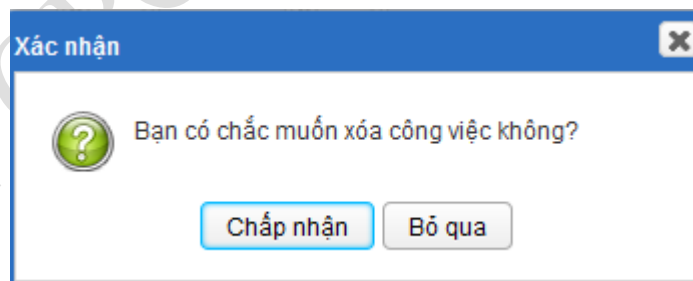 Xác nhận
Bạn có chắc muốn xóa công việc không?
Chấp nhận
Bỏ qua